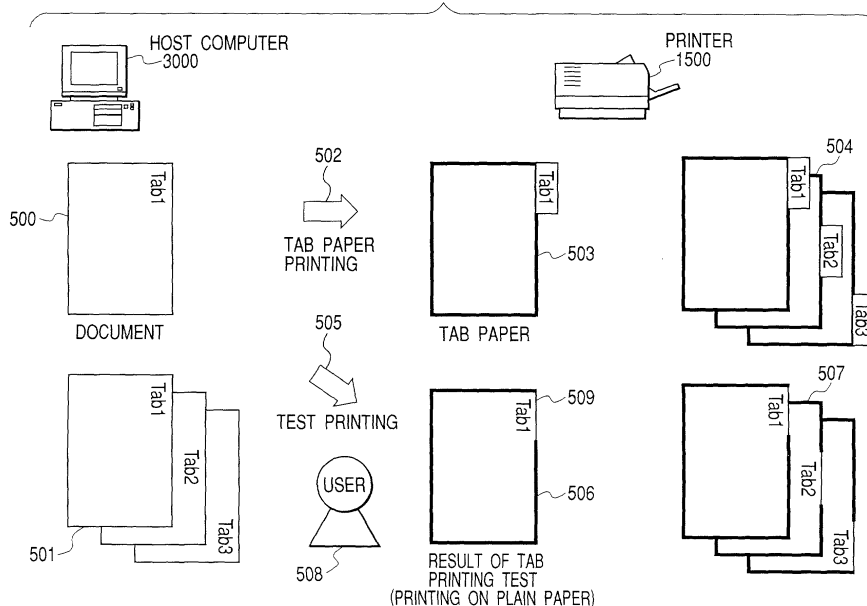 HOST COMPUTER
3000
PRINTER
1500
500
Tab1
DOCUMENT
502
TAB PAPER
PRINTING
Tab1
503
TAB PAPER
504
Tab1
Tab2
Tab3
501
Tab1
Tab2
Tab3
505
TEST PRINTING
USER
508
509
Tab1
506
RESULT OF TAB
PRINTING TEST
(PRINTING ON PLAIN PAPER)
507
Tab1
Tab2
Tab3